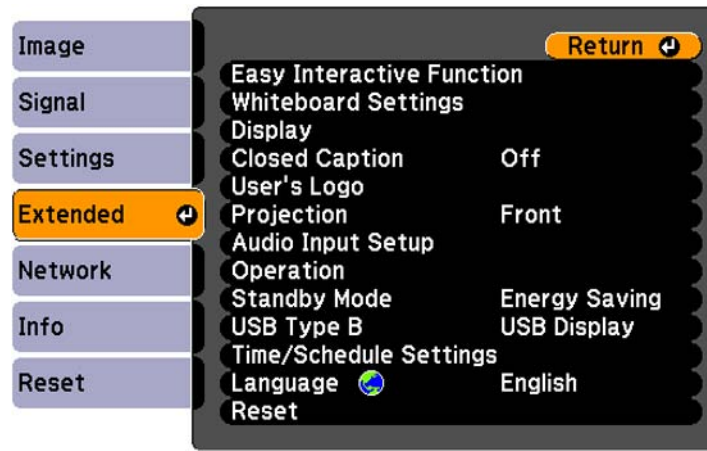 Image
Signal
Settings
Extended
Network
Info
Reset
Return
Easy Interactive Function
Whiteboard Settings
Display
Closed Caption Off
User's Logo
Projection Front
Audio Input Setup
Operation
Standby Mode Energy Saving
USB Type B USB Display
Time/Schedule Settings
Language English
Reset